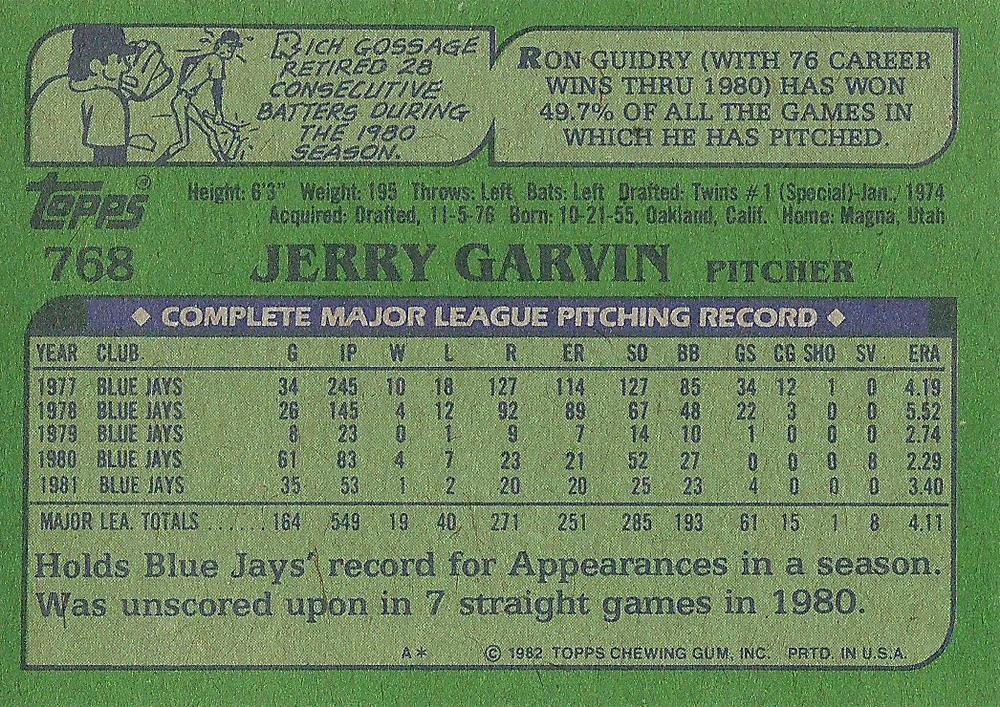 RICH GOSSAGE
RETIRED 28
CONSECUTIVE
BATTERS DURING
THE 1980
SEASON.
RON GUIDRY (WITH 76 CAREER
WINS THRU 1980) HAS WON
49.7% OF ALL THE GAMES IN
WHICH HE HAS PITCHED.
Topps®
Height: 6'3" Weight: 195 Throws: Left Bats: Left Drafted: Twins #1 (Special)-Jan., 1974
Acquired: Drafted, 11-5-76 Born: 10-21-55, Oakland, Calif. Home: Magna, Utah
768 JERRY GARVIN PITCHER
◆ COMPLETE MAJOR LEAGUE PITCHING RECORD ◆
YEAR CLUB G IP W L R ER SO BB GS CG SHO SV ERA
1977 BLUE JAYS 34 245 10 18 127 114 127 85 34 12 1 0 4.19
1978 BLUE JAYS 26 145 4 12 92 89 67 48 22 3 0 0 5.52
1979 BLUE JAYS 8 23 0 1 9 7 14 10 1 0 0 0 2.74
1980 BLUE JAYS 61 83 4 7 23 21 52 27 0 0 0 8 2.29
1981 BLUE JAYS 35 53 1 2 20 20 25 23 4 0 0 0 3.40
MAJOR LEA. TOTALS ...... 164 549 19 40 271 251 285 193 61 15 1 8 4.11
Holds Blue Jays' record for Appearances in a season.
Was unscored upon in 7 straight games in 1980.
A* © 1982 TOPPS CHEWING GUM, INC. PRTD. IN U.S.A.